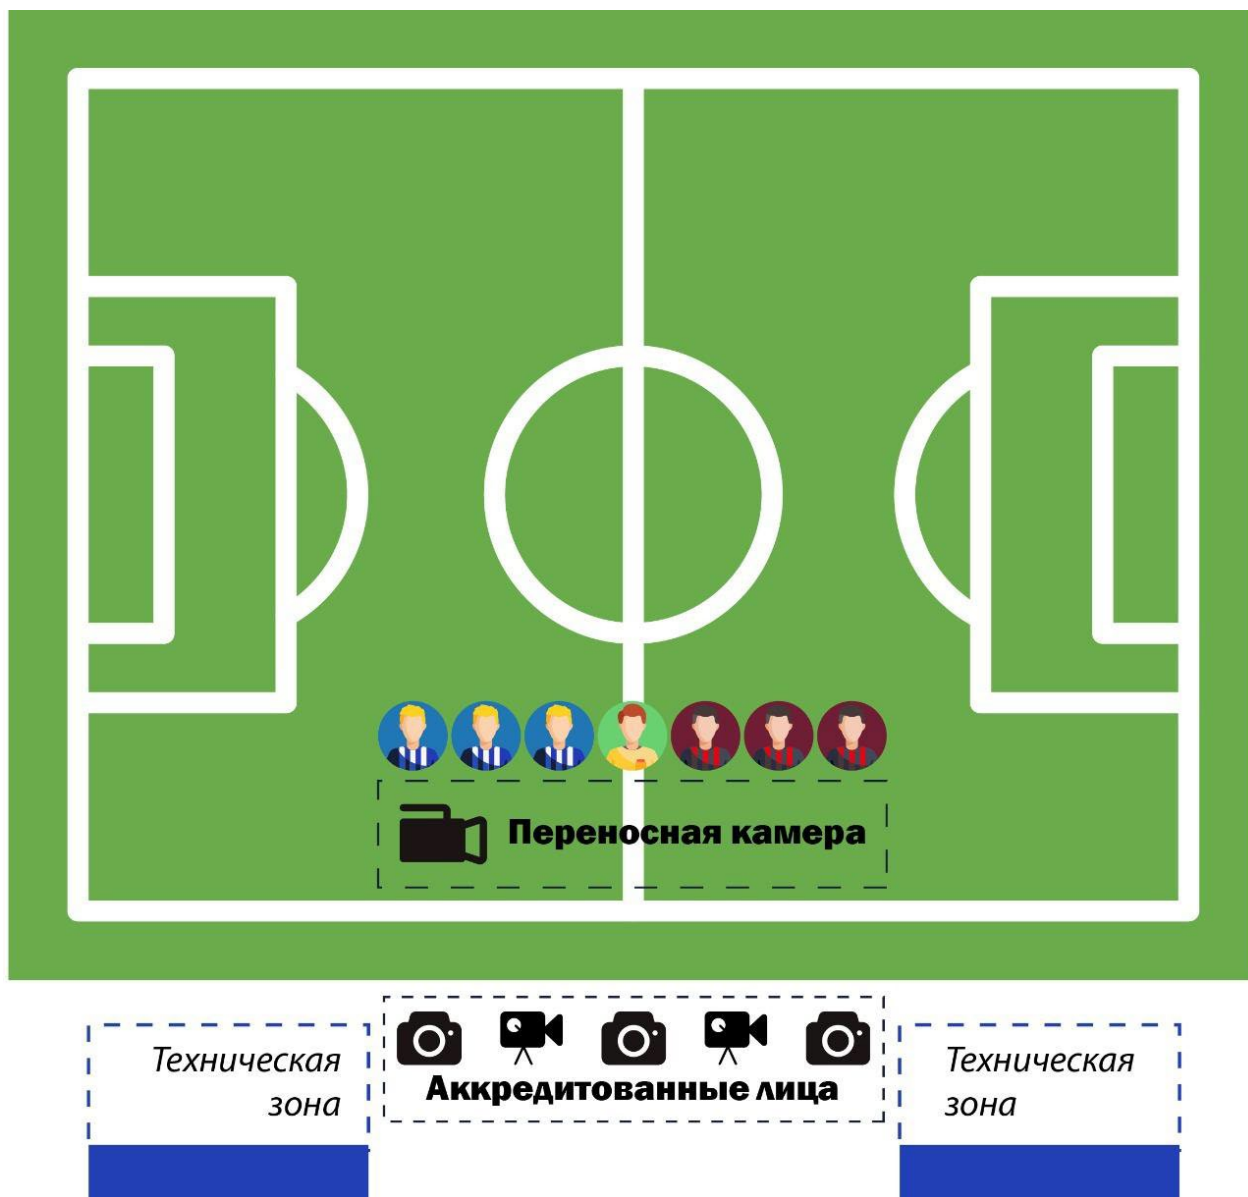 Переносная камера
Техническая
зона
Аккредитованные лица
Техническая
зона